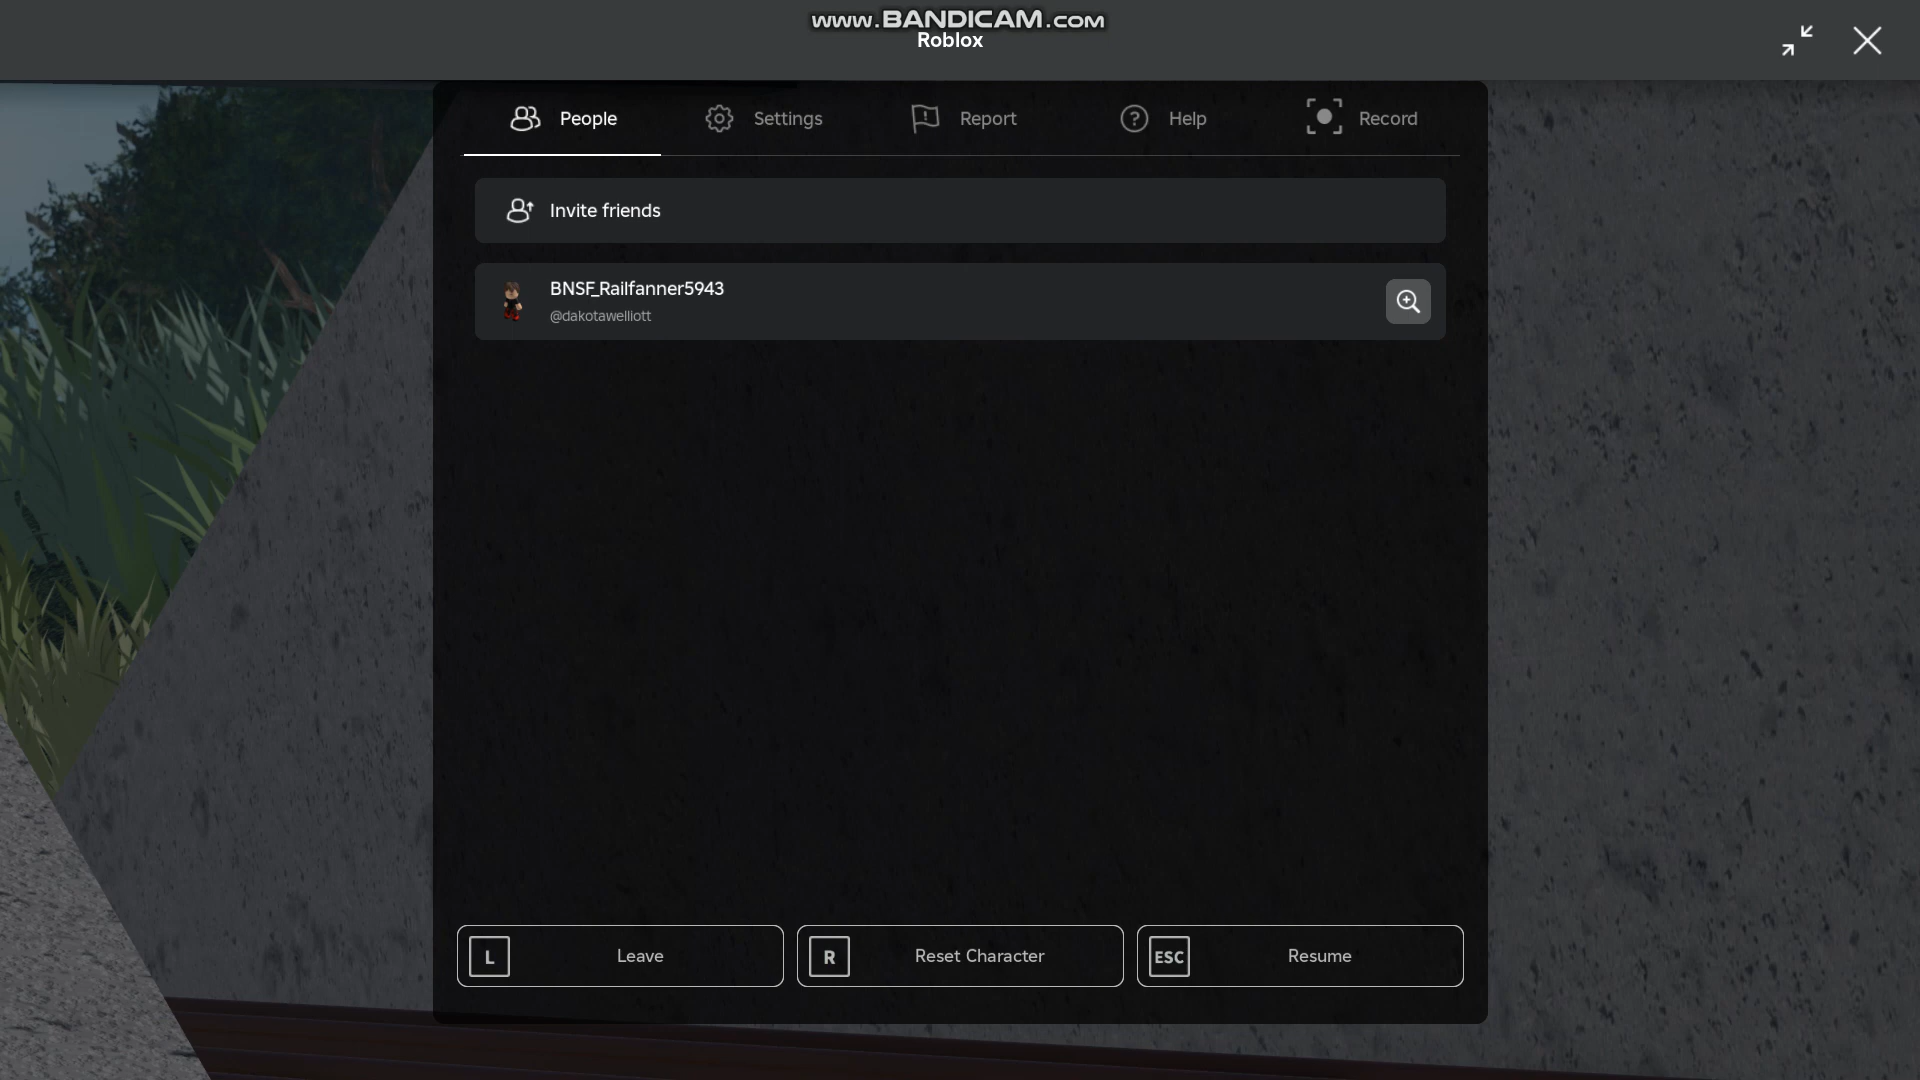 www.BANDICAM.com
Roblox
People
Settings
Report
Help
Record
Invite friends
BNSF_Railfanner5943
@dakotawelliott
L
Leave
R
Reset Character
ESC
Resume